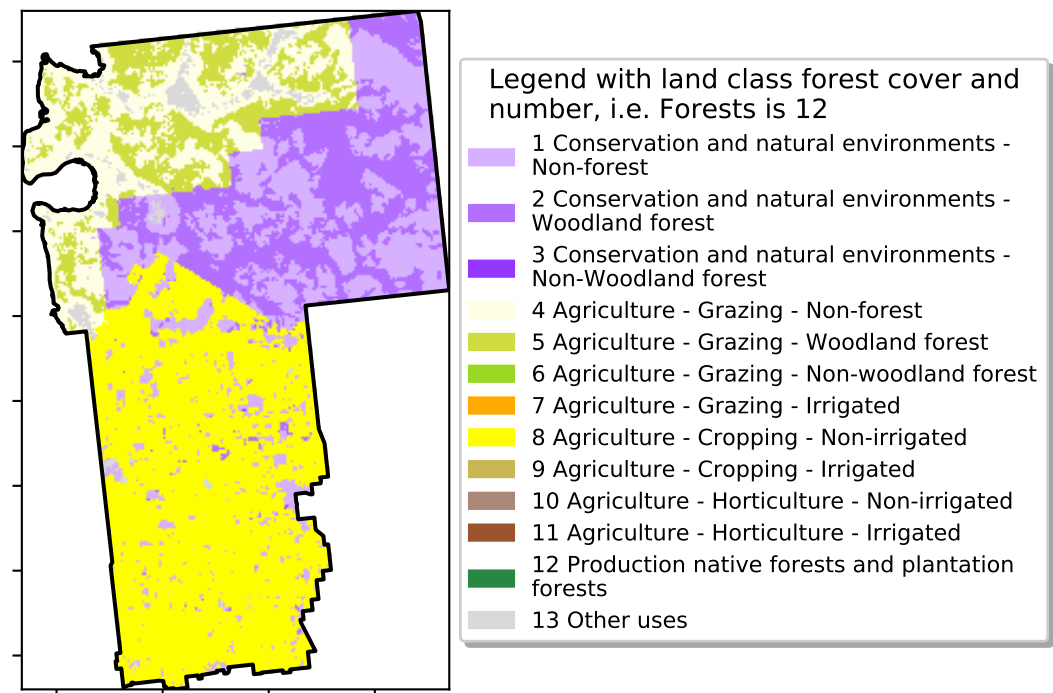 Legend with land class forest cover and
number, i.e. Forests is 12
1 Conservation and natural environments -
Non-forest
2 Conservation and natural environments -
Woodland forest
3 Conservation and natural environments -
Non-Woodland forest
4 Agriculture - Grazing - Non-forest
5 Agriculture - Grazing - Woodland forest
6 Agriculture - Grazing - Non-woodland forest
7 Agriculture - Grazing - Irrigated
8 Agriculture - Cropping - Non-irrigated
9 Agriculture - Cropping - Irrigated
10 Agriculture - Horticulture - Non-irrigated
11 Agriculture - Horticulture - Irrigated
12 Production native forests and plantation
forests
13 Other uses